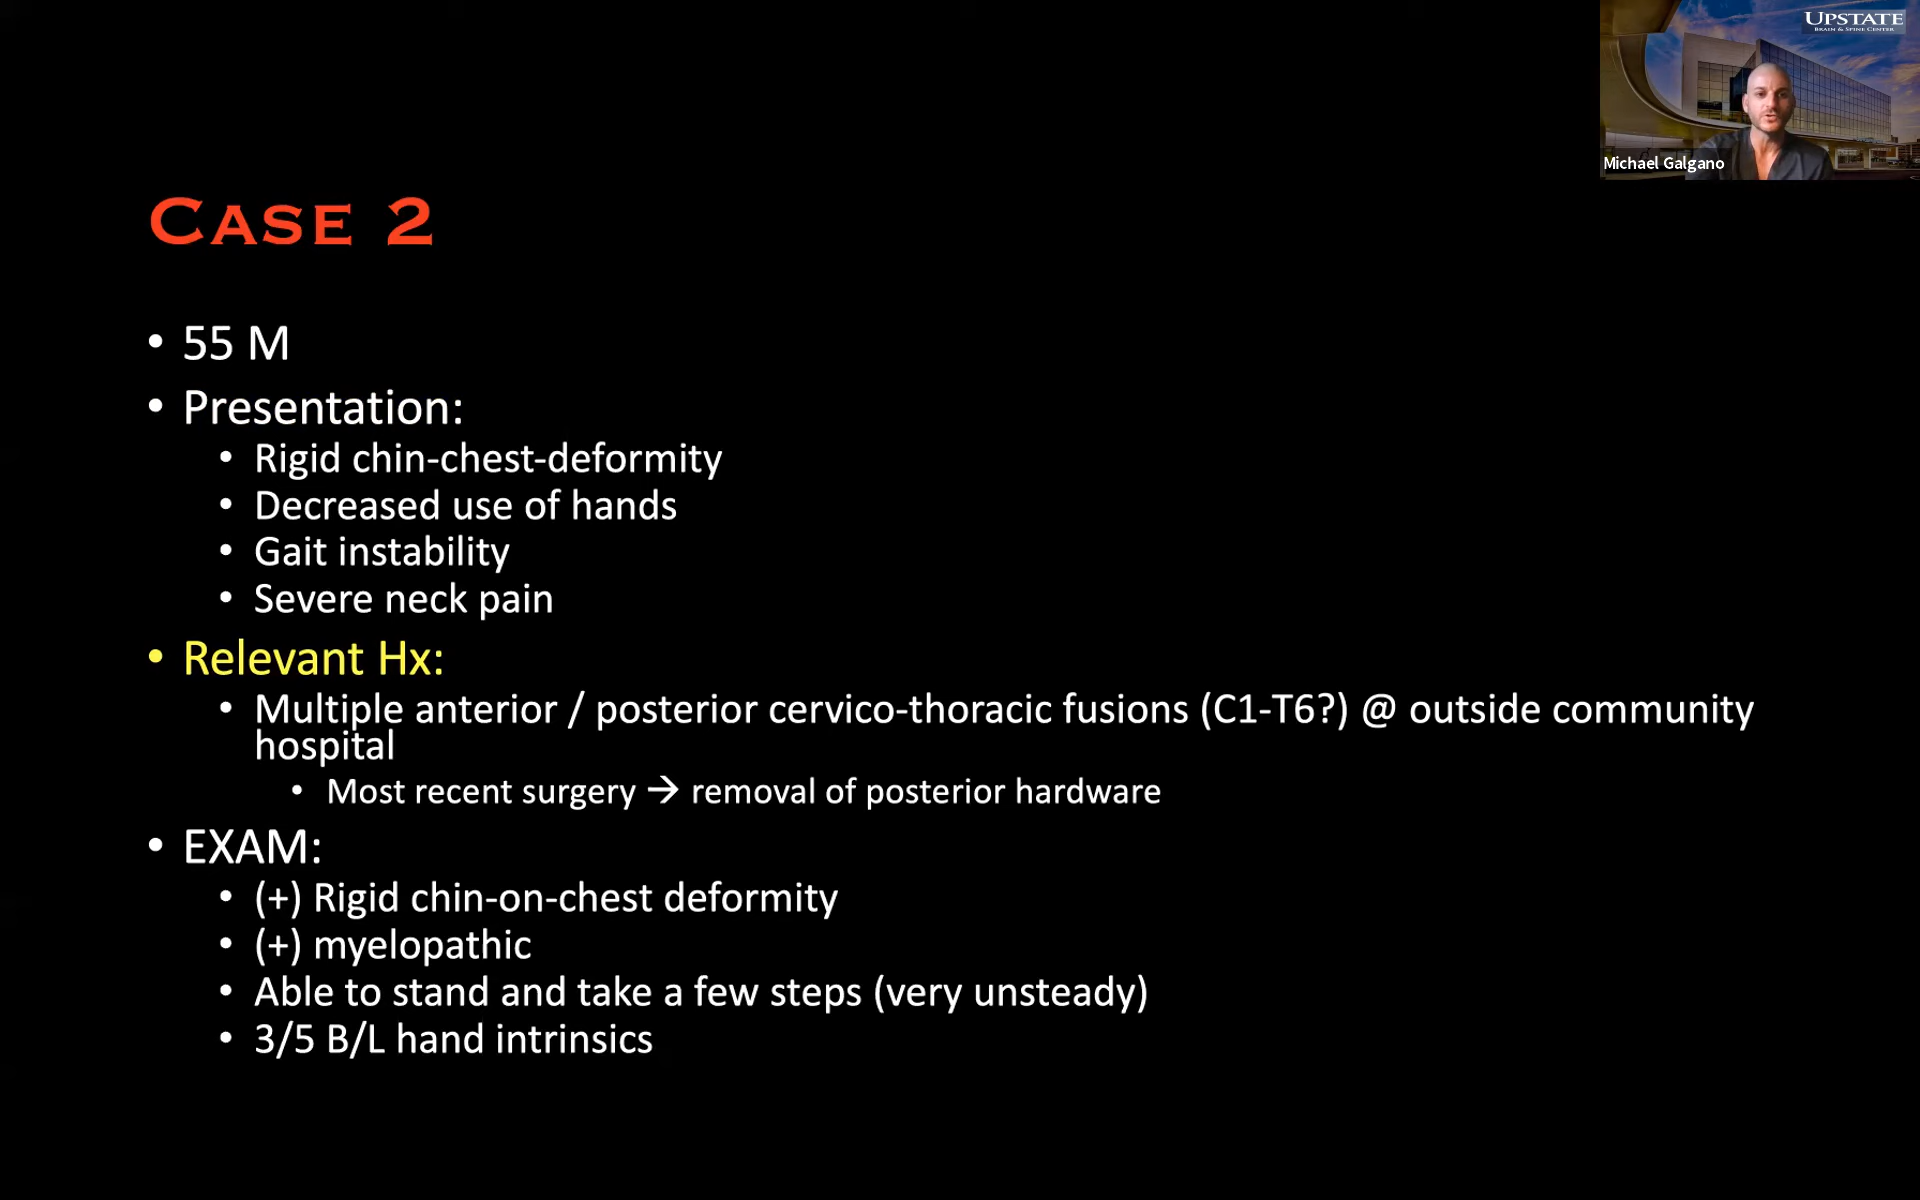 UPSTATE
BRAIN & SPINE CENTER
Michael Galgano
CASE 2
• 55 M
• Presentation:
• Rigid chin-chest-deformity
• Decreased use of hands
• Gait instability
• Severe neck pain
• Relevant Hx:
• Multiple anterior / posterior cervico-thoracic fusions (C1-T6?) @ outside community
hospital
• Most recent surgery → removal of posterior hardware
• EXAM:
• (+) Rigid chin-on-chest deformity
• (+) myelopathic
• Able to stand and take a few steps (very unsteady)
• 3/5 B/L hand intrinsics